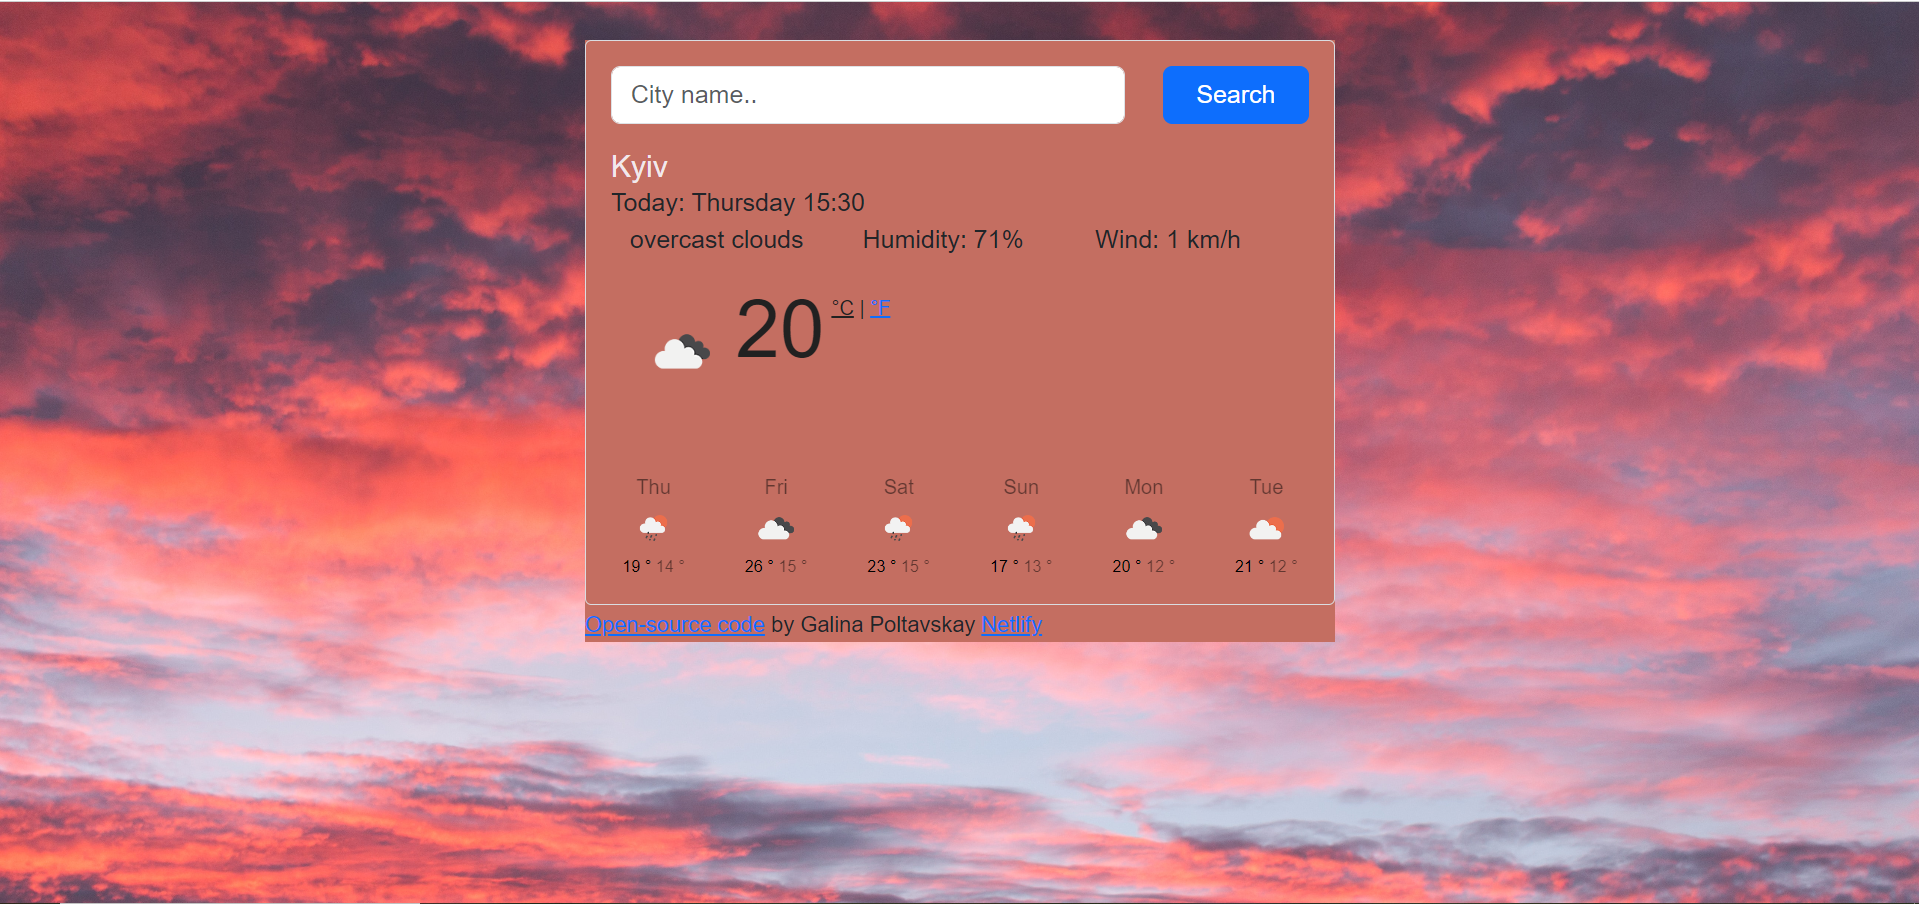 City name..
Search
Kyiv
Today: Thursday 15:30
overcast clouds Humidity: 71% Wind: 1 km/h
20 °C | °F
Thu Fri Sat Sun Mon Tue
19 ° 14 ° 26 ° 15 ° 23 ° 15 ° 17 ° 13 ° 20 ° 12 ° 21 ° 12 °
Open-source code by Galina Poltavskay Netlify